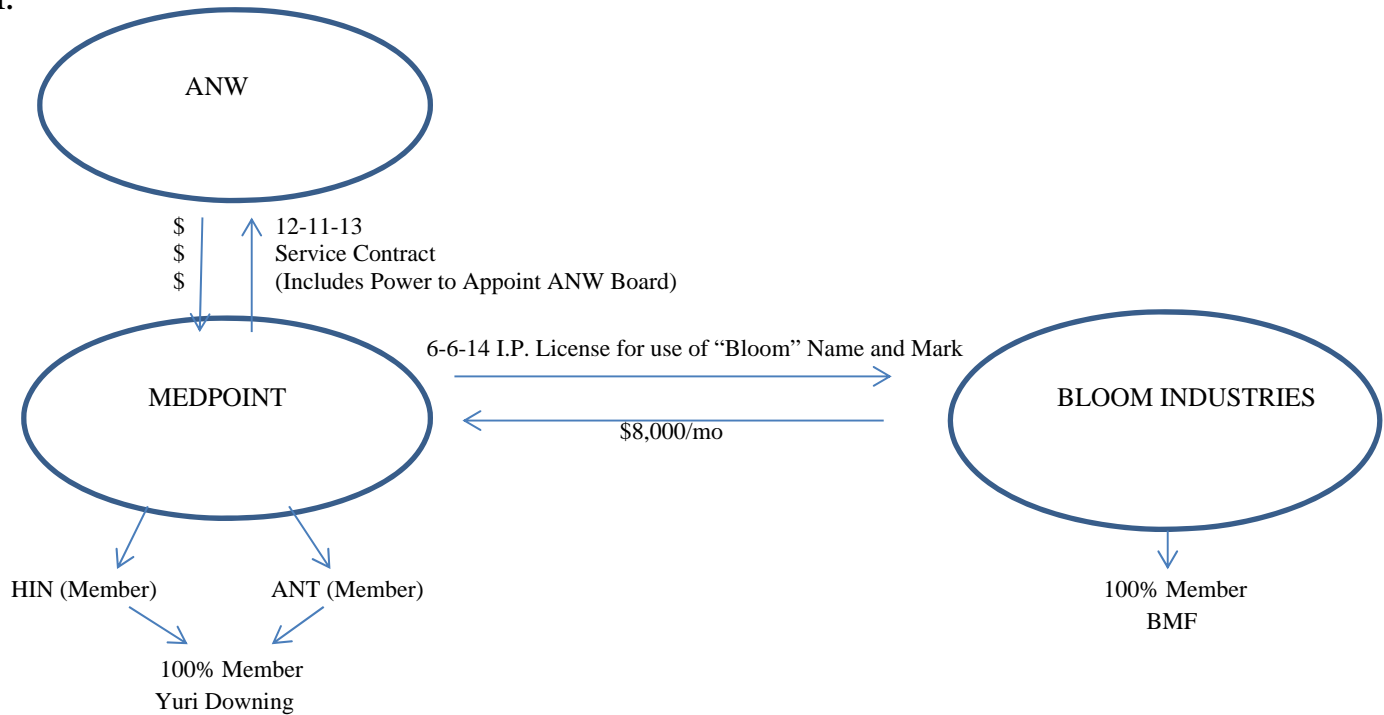 ANW
$ 12-11-13
$ Service Contract
$ (Includes Power to Appoint ANW Board)
6-6-14 I.P. License for use of “Bloom” Name and Mark
MEDPOINT
BLOOM INDUSTRIES
$8,000/mo
HIN (Member)
ANT (Member)
100% Member
BMF
100% Member
Yuri Downing